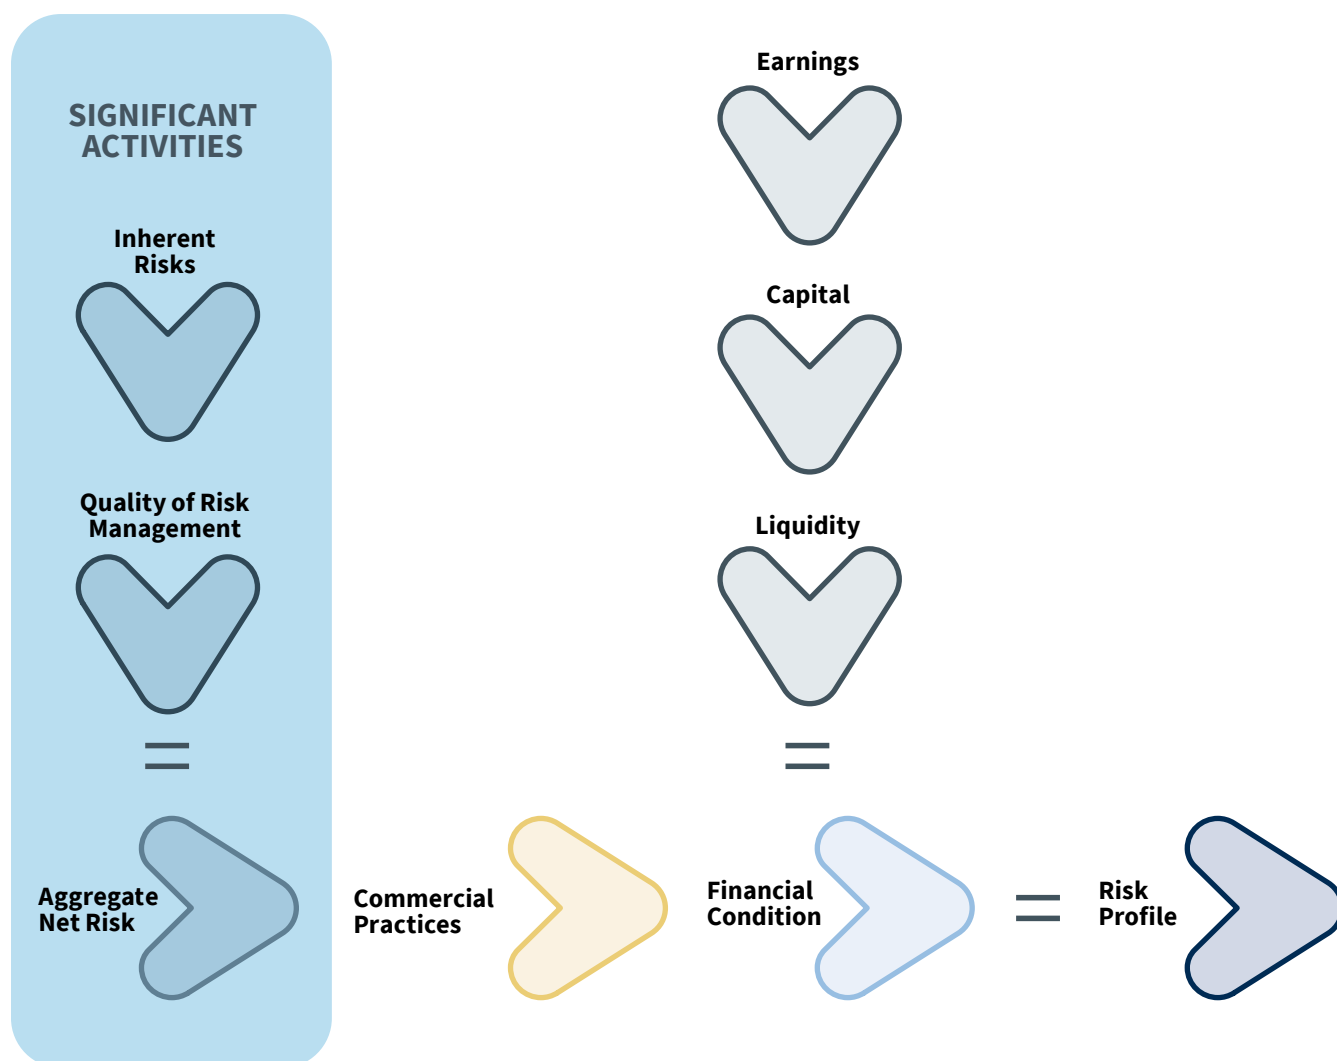 SIGNIFICANT
ACTIVITIES
Inherent
Risks
Quality of Risk
Management
=
Aggregate
Net Risk
Commercial
Practices
Earnings
Capital
Liquidity
=
Financial
Condition
=
Risk
Profile